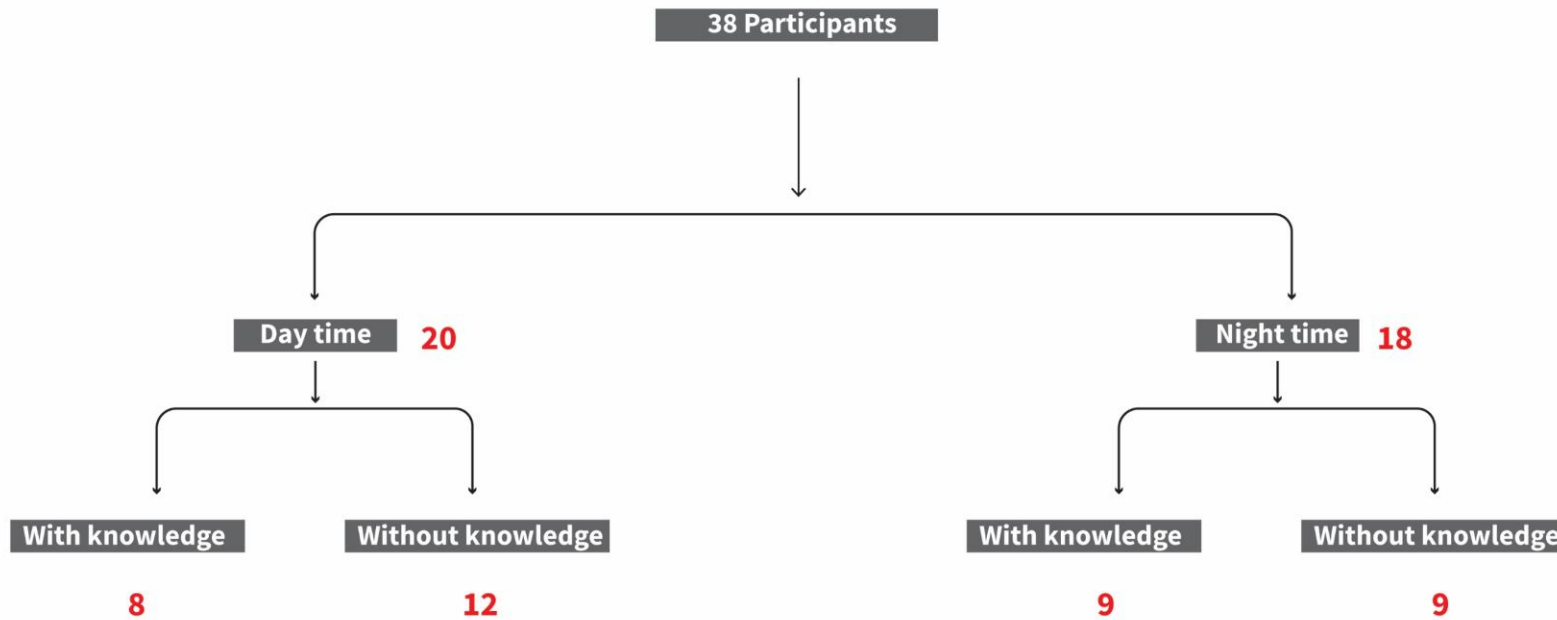 38 Participants
Day time 20
Night time 18
With knowledge
Without knowledge
With knowledge
Without knowledge
8
12
9
9